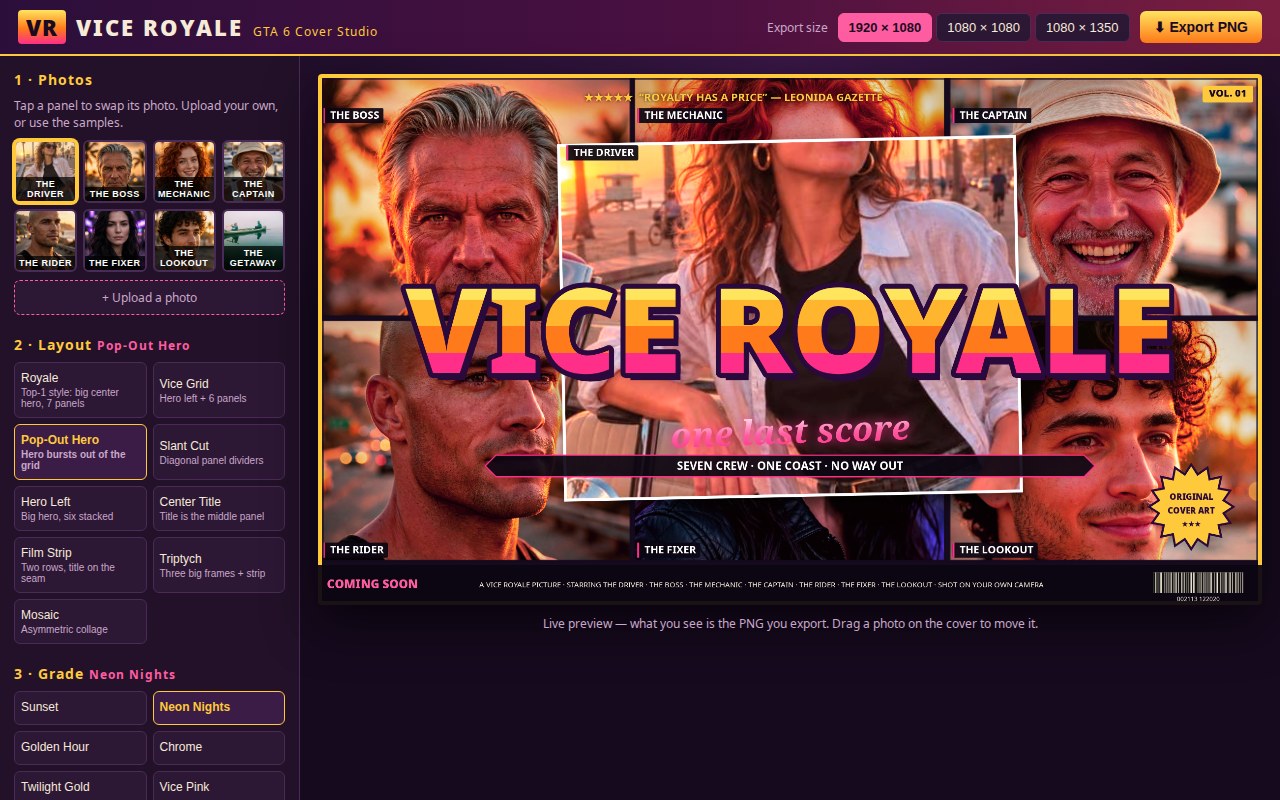 VR VICE ROYALE GTA 6 Cover Studio
Export size 1920 × 1080 1080 × 1080 1080 × 1350 ⬇ Export PNG
1 · Photos
Tap a panel to swap its photo. Upload your own,
or use the samples.
THE DRIVER
THE BOSS
THE MECHANIC
THE CAPTAIN
THE RIDER
THE FIXER
THE LOOKOUT
THE GETAWAY
+ Upload a photo
2 · Layout Pop-Out Hero
Royale
Top-1 style: big center
hero, 7 panels
Vice Grid
Hero left + 6 panels
Pop-Out Hero
Hero bursts out of the
grid
Slant Cut
Diagonal panel dividers
Hero Left
Big hero, six stacked
Center Title
Title is the middle panel
Film Strip
Two rows, title on the
seam
Triptych
Three big frames + strip
Mosaic
Asymmetric collage
3 · Grade Neon Nights
Sunset
Neon Nights
Golden Hour
Chrome
Twilight Gold
Vice Pink
★★★★★ "ROYALTY HAS A PRICE" — LEONIDA GAZETTE
VOL. 01
THE BOSS
THE MECHANIC
THE CAPTAIN
THE DRIVER
VICE ROYALE
one last score
SEVEN CREW · ONE COAST · NO WAY OUT
ORIGINAL
COVER ART
★★★
THE RIDER
THE FIXER
THE LOOKOUT
COMING SOON
A VICE ROYALE PICTURE · STARRING THE DRIVER · THE BOSS · THE MECHANIC · THE CAPTAIN · THE RIDER · THE FIXER · THE LOOKOUT · SHOT ON YOUR OWN CAMERA
002113 122020
Live preview — what you see is the PNG you export. Drag a photo on the cover to move it.